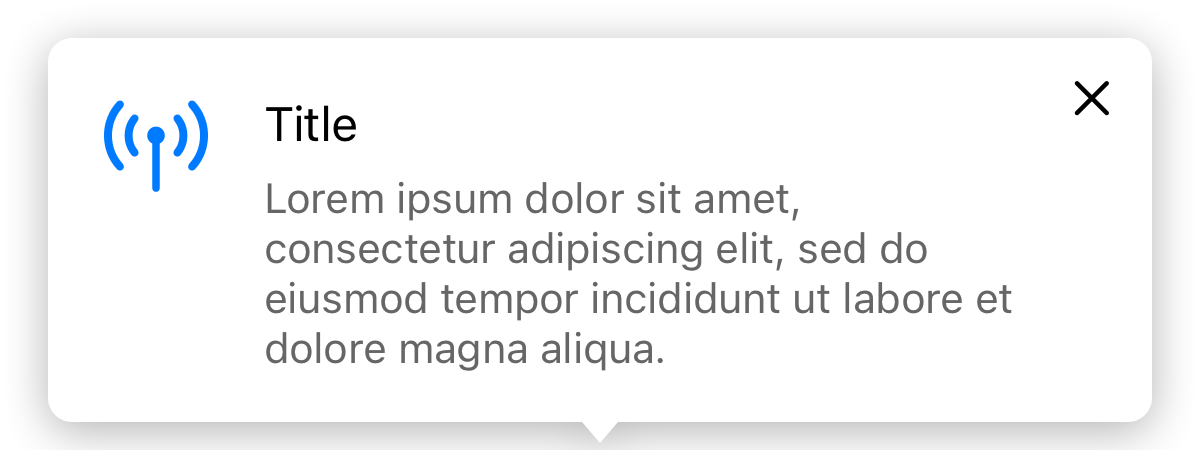 Title
Lorem ipsum dolor sit amet,
consectetur adipiscing elit, sed do
eiusmod tempor incididunt ut labore et
dolore magna aliqua.